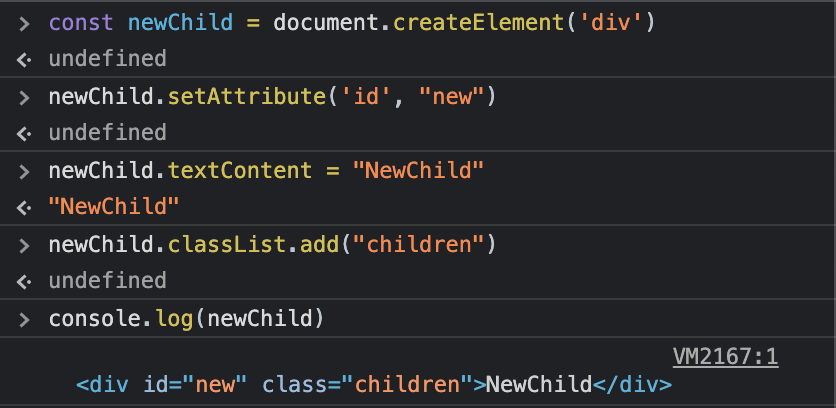 > const newChild = document.createElement('div')
undefined
> newChild.setAttribute('id', "new")
undefined
> newChild.textContent = "NewChild"
"NewChild"
> newChild.classList.add("children")
undefined
> console.log(newChild)
VM2167:1
<div id="new" class="children">NewChild</div>